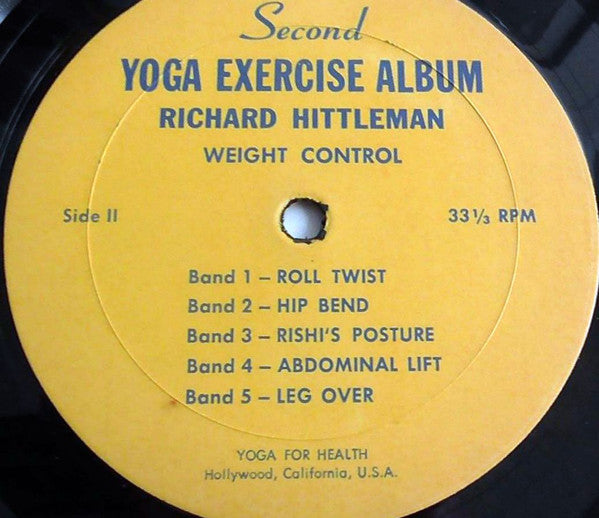 Second
YOGA EXERCISE ALBUM
RICHARD HITTLEMAN
WEIGHT CONTROL
Side II 33⅓ RPM
Band 1 – ROLL TWIST
Band 2 – HIP BEND
Band 3 – RISHI'S POSTURE
Band 4 – ABDOMINAL LIFT
Band 5 – LEG OVER
YOGA FOR HEALTH
Hollywood, California, U.S.A.